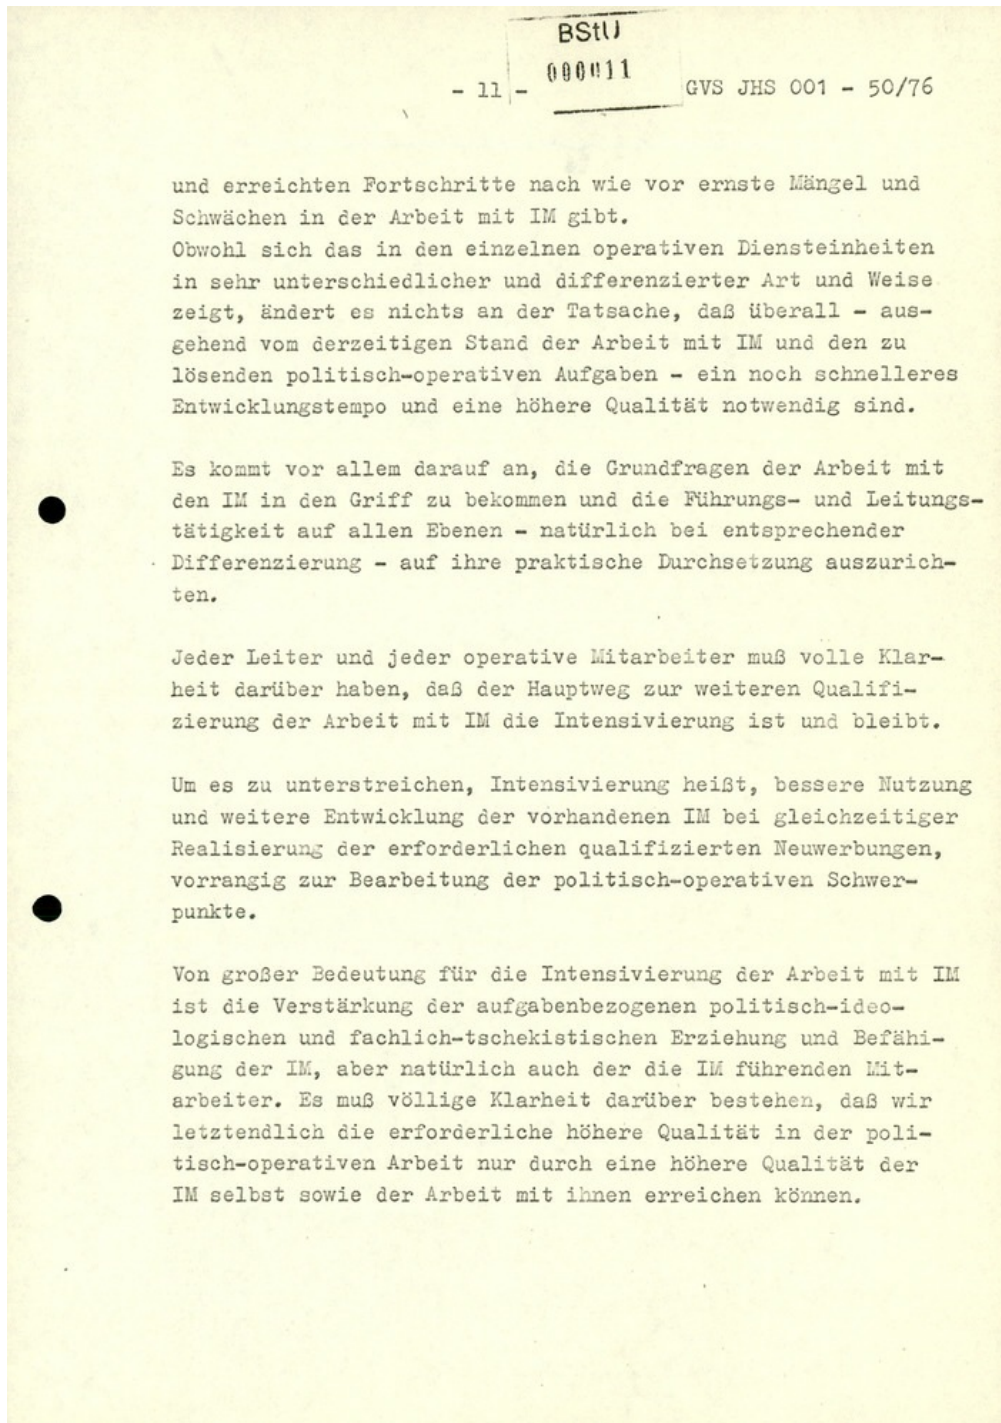 BStU
000011
- 11 -
GVS JHS 001 - 50/76
und erreichten Fortschritte nach wie vor ernste Mängel und
Schwächen in der Arbeit mit IM gibt.
Obwohl sich das in den einzelnen operativen Diensteinheiten
in sehr unterschiedlicher und differenzierter Art und Weise
zeigt, ändert es nichts an der Tatsache, daß überall - aus-
gehend vom derzeitigen Stand der Arbeit mit IM und den zu
lösenden politisch-operativen Aufgaben - ein noch schnelleres
Entwicklungstempo und eine höhere Qualität notwendig sind.
Es kommt vor allem darauf an, die Grundfragen der Arbeit mit
den IM in den Griff zu bekommen und die Führungs- und Leitungs-
tätigkeit auf allen Ebenen - natürlich bei entsprechender
Differenzierung - auf ihre praktische Durchsetzung auszurich-
ten.
Jeder Leiter und jeder operative Mitarbeiter muß volle Klar-
heit darüber haben, daß der Hauptweg zur weiteren Qualifi-
zierung der Arbeit mit IM die Intensivierung ist und bleibt.
Um es zu unterstreichen, Intensivierung heißt, bessere Nutzung
und weitere Entwicklung der vorhandenen IM bei gleichzeitiger
Realisierung der erforderlichen qualifizierten Neuwerbungen,
vorrangig zur Bearbeitung der politisch-operativen Schwer-
punkte.
Von großer Bedeutung für die Intensivierung der Arbeit mit IM
ist die Verstärkung der aufgabenbezogenen politisch-ideo-
logischen und fachlich-tschekistischen Erziehung und Befähi-
gung der IM, aber natürlich auch der die IM führenden Mit-
arbeiter. Es muß völlige Klarheit darüber bestehen, daß wir
letztendlich die erforderliche höhere Qualität in der poli-
tisch-operativen Arbeit nur durch eine höhere Qualität der
IM selbst sowie der Arbeit mit ihnen erreichen können.